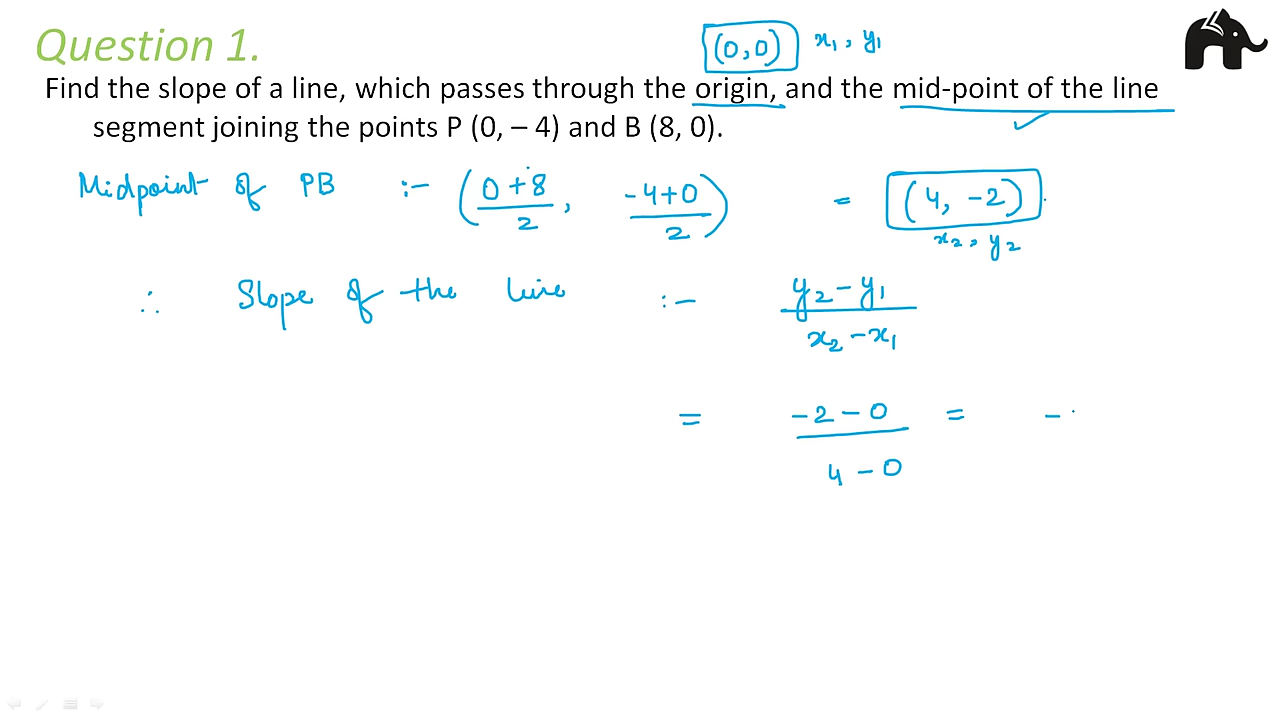 Question 1.
(0,0) x₁, y₁
Find the slope of a line, which passes through the origin, and the mid-point of the line
segment joining the points P (0, – 4) and B (8, 0).
Midpoint of PB :- (0+8/2, -4+0/2) = (4, -2)
x₂, y₂
∴ Slope of the line :- y₂-y₁/x₂-x₁
= -2-0/4-0 = -